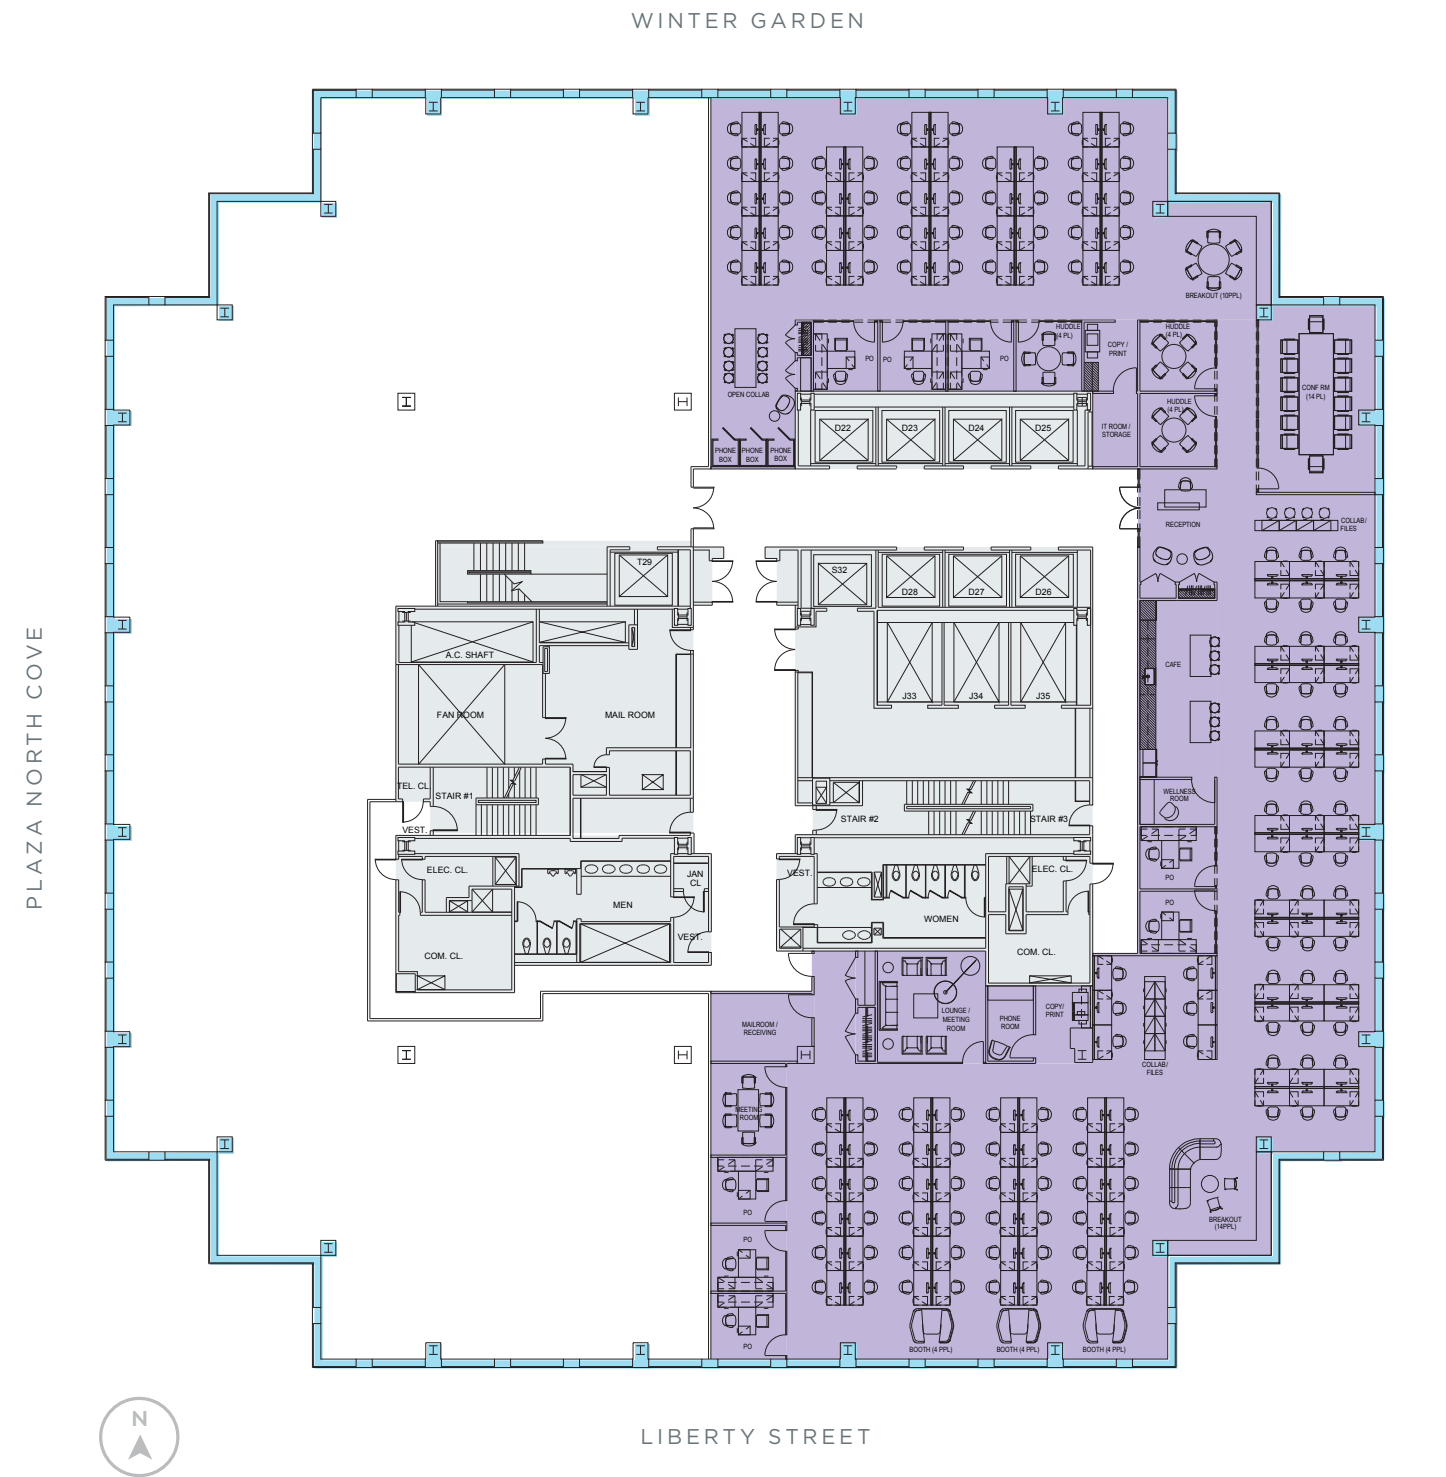 WINTER GARDEN
BREAKOUT (10PPL)
HUDDLE
(4 PL)
HUDDLE
(4 PL)
COPY /
PRINT
PO
PO
PO
CONF RM
(14 PL)
OPEN COLLAB
HUDDLE
(4 PL)
IT ROOM /
STORAGE
D22
D23
D24
D25
PHONE
BOX
PHONE
BOX
PHONE
BOX
RECEPTION
COLLAB/
FILES
T29
S32
D28
D27
D26
A.C. SHAFT
CAFE
J33
J34
J35
FAN ROOM
MAIL ROOM
PLAZA NORTH COVE
TEL. CL.
STAIR #1
WELLNESS
ROOM
STAIR #2
STAIR #3
VEST.
ELEC. CL.
JAN
CL
VEST.
ELEC. CL.
PO
MEN
WOMEN
PO
VEST.
COM. CL.
COM. CL.
LOUNGE /
MEETING
ROOM
PHONE
ROOM
COPY/
PRINT
MAILROOM /
RECEIVING
COLLAB/
FILES
MEETING
ROOM
PO
BREAKOUT
(14PPL)
PO
PO
BOOTH (4 PPL)
BOOTH (4 PPL)
BOOTH (4 PPL)
N
LIBERTY STREET